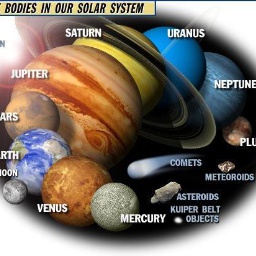 BODIES IN OUR SOLAR SYSTEM
SATURN
URANUS
JUPITER
NEPTUNE
ARS
PLU
ARTH
COMETS
OON
METEOROIDS
VENUS
MERCURY
ASTEROIDS
KUIPER BELT
OBJECTS